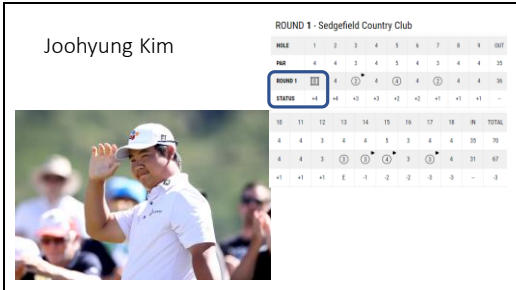 Joohyung Kim
ROUND 1 - Sedgefield Country Club
HOLE 1 2 3 4 5 6 7 8 9 OUT
PAR 4 4 3 4 5 4 3 4 4 35
ROUND 1 8 4 2 4 4 4 2 4 4 36
STATUS +4 +4 +3 +3 +2 +2 +1 +1 +1 --
10 11 12 13 14 15 16 17 18 IN TOTAL
4 4 3 4 4 5 3 4 4 35 70
4 4 3 3 3 4 3 3 4 31 67
+1 +1 +1 E -1 -2 -2 -3 -3 -- -3